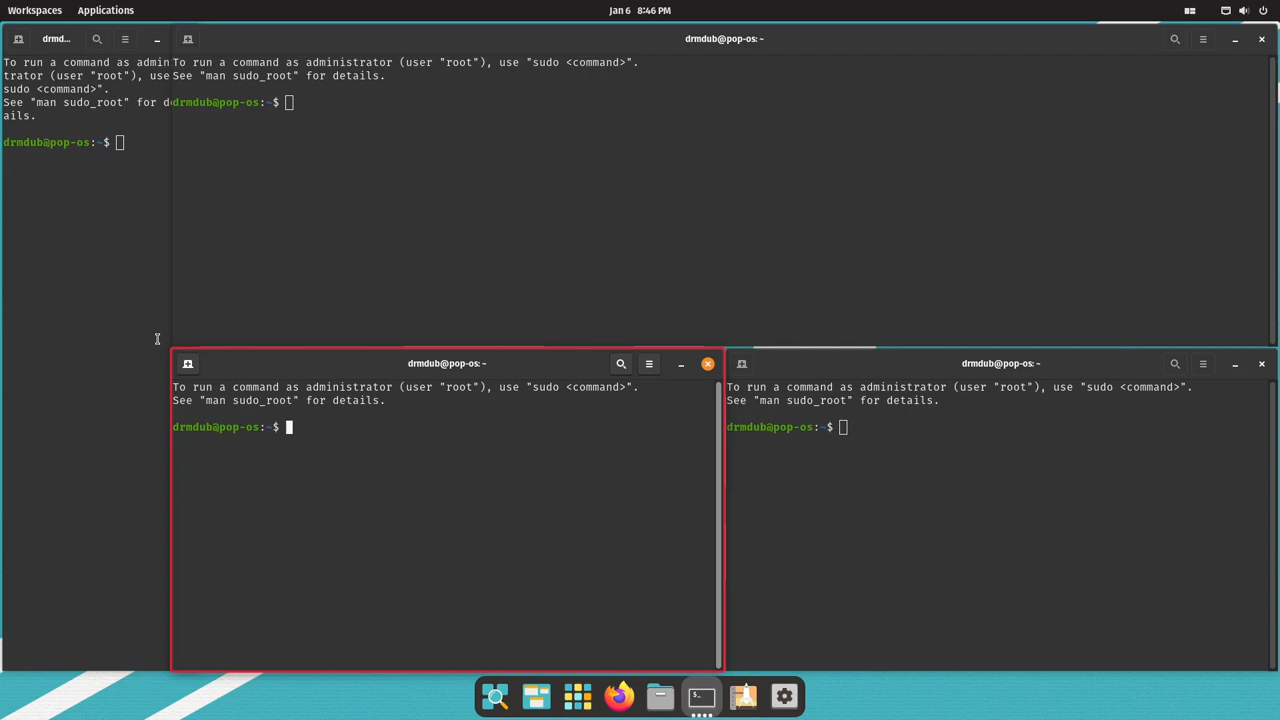 Workspaces Applications Jan 6 8:46 PM
drmd...
To run a command as admin
trator (user "root"), use
sudo <command>".
See "man sudo_root" for d
ails.
drmdub@pop-os:~$
drmdub@pop-os: ~
To run a command as administrator (user "root"), use "sudo <command>".
See "man sudo_root" for details.
drmdub@pop-os:~$
drmdub@pop-os: ~
To run a command as administrator (user "root"), use "sudo <command>".
See "man sudo_root" for details.
drmdub@pop-os:~$
drmdub@pop-os: ~
To run a command as administrator (user "root"), use "sudo <command>".
See "man sudo_root" for details.
drmdub@pop-os:~$